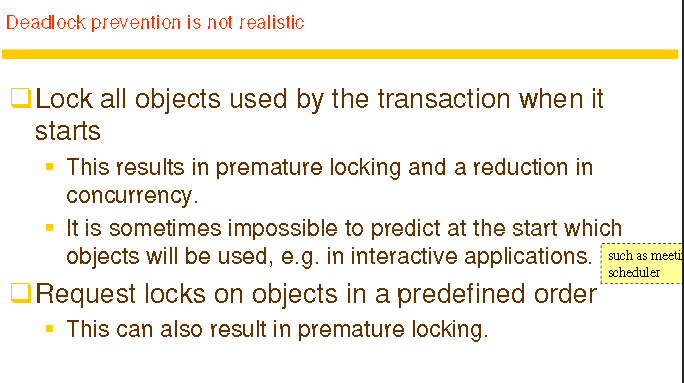 Deadlock prevention is not realistic
Lock all objects used by the transaction when it
starts
This results in premature locking and a reduction in
concurrency.
It is sometimes impossible to predict at the start which
objects will be used, e.g. in interactive applications.
such as meeti
scheduler
Request locks on objects in a predefined order
This can also result in premature locking.